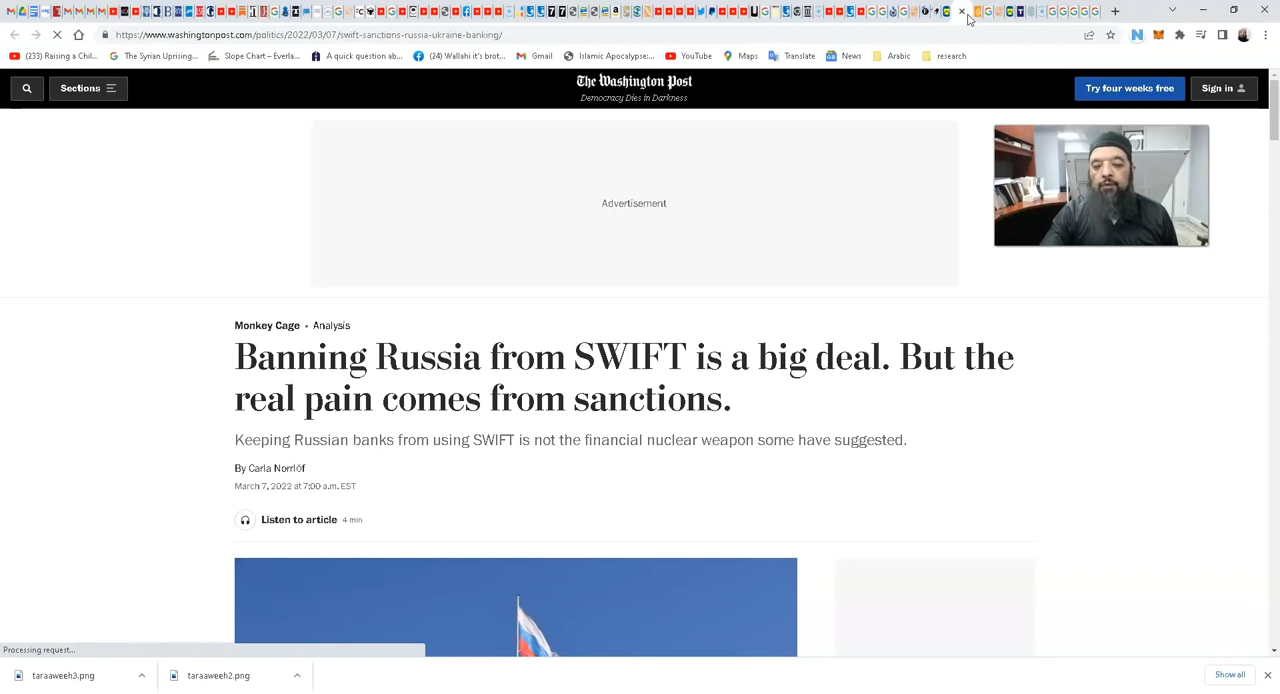 https://www.washingtonpost.com/politics/2022/03/07/swift-sanctions-russia-ukraine-banking/
(233) Raising a Chil... The Syrian Uprising... Slope Chart – Everla... A quick question ab... (24) Wallahi it's brot... Gmail Islamic Apocalypse:... YouTube Maps Translate News Arabic research
Sections The Washington Post Try four weeks free Sign in
Democracy Dies in Darkness
Advertisement
Monkey Cage • Analysis
Banning Russia from SWIFT is a big deal. But the
real pain comes from sanctions.
Keeping Russian banks from using SWIFT is not the financial nuclear weapon some have suggested.
By Carla Norrlöf
March 7, 2022 at 7:00 a.m. EST
Listen to article 4 min
Processing request...
taraaweeh3.png taraaweeh2.png Show all